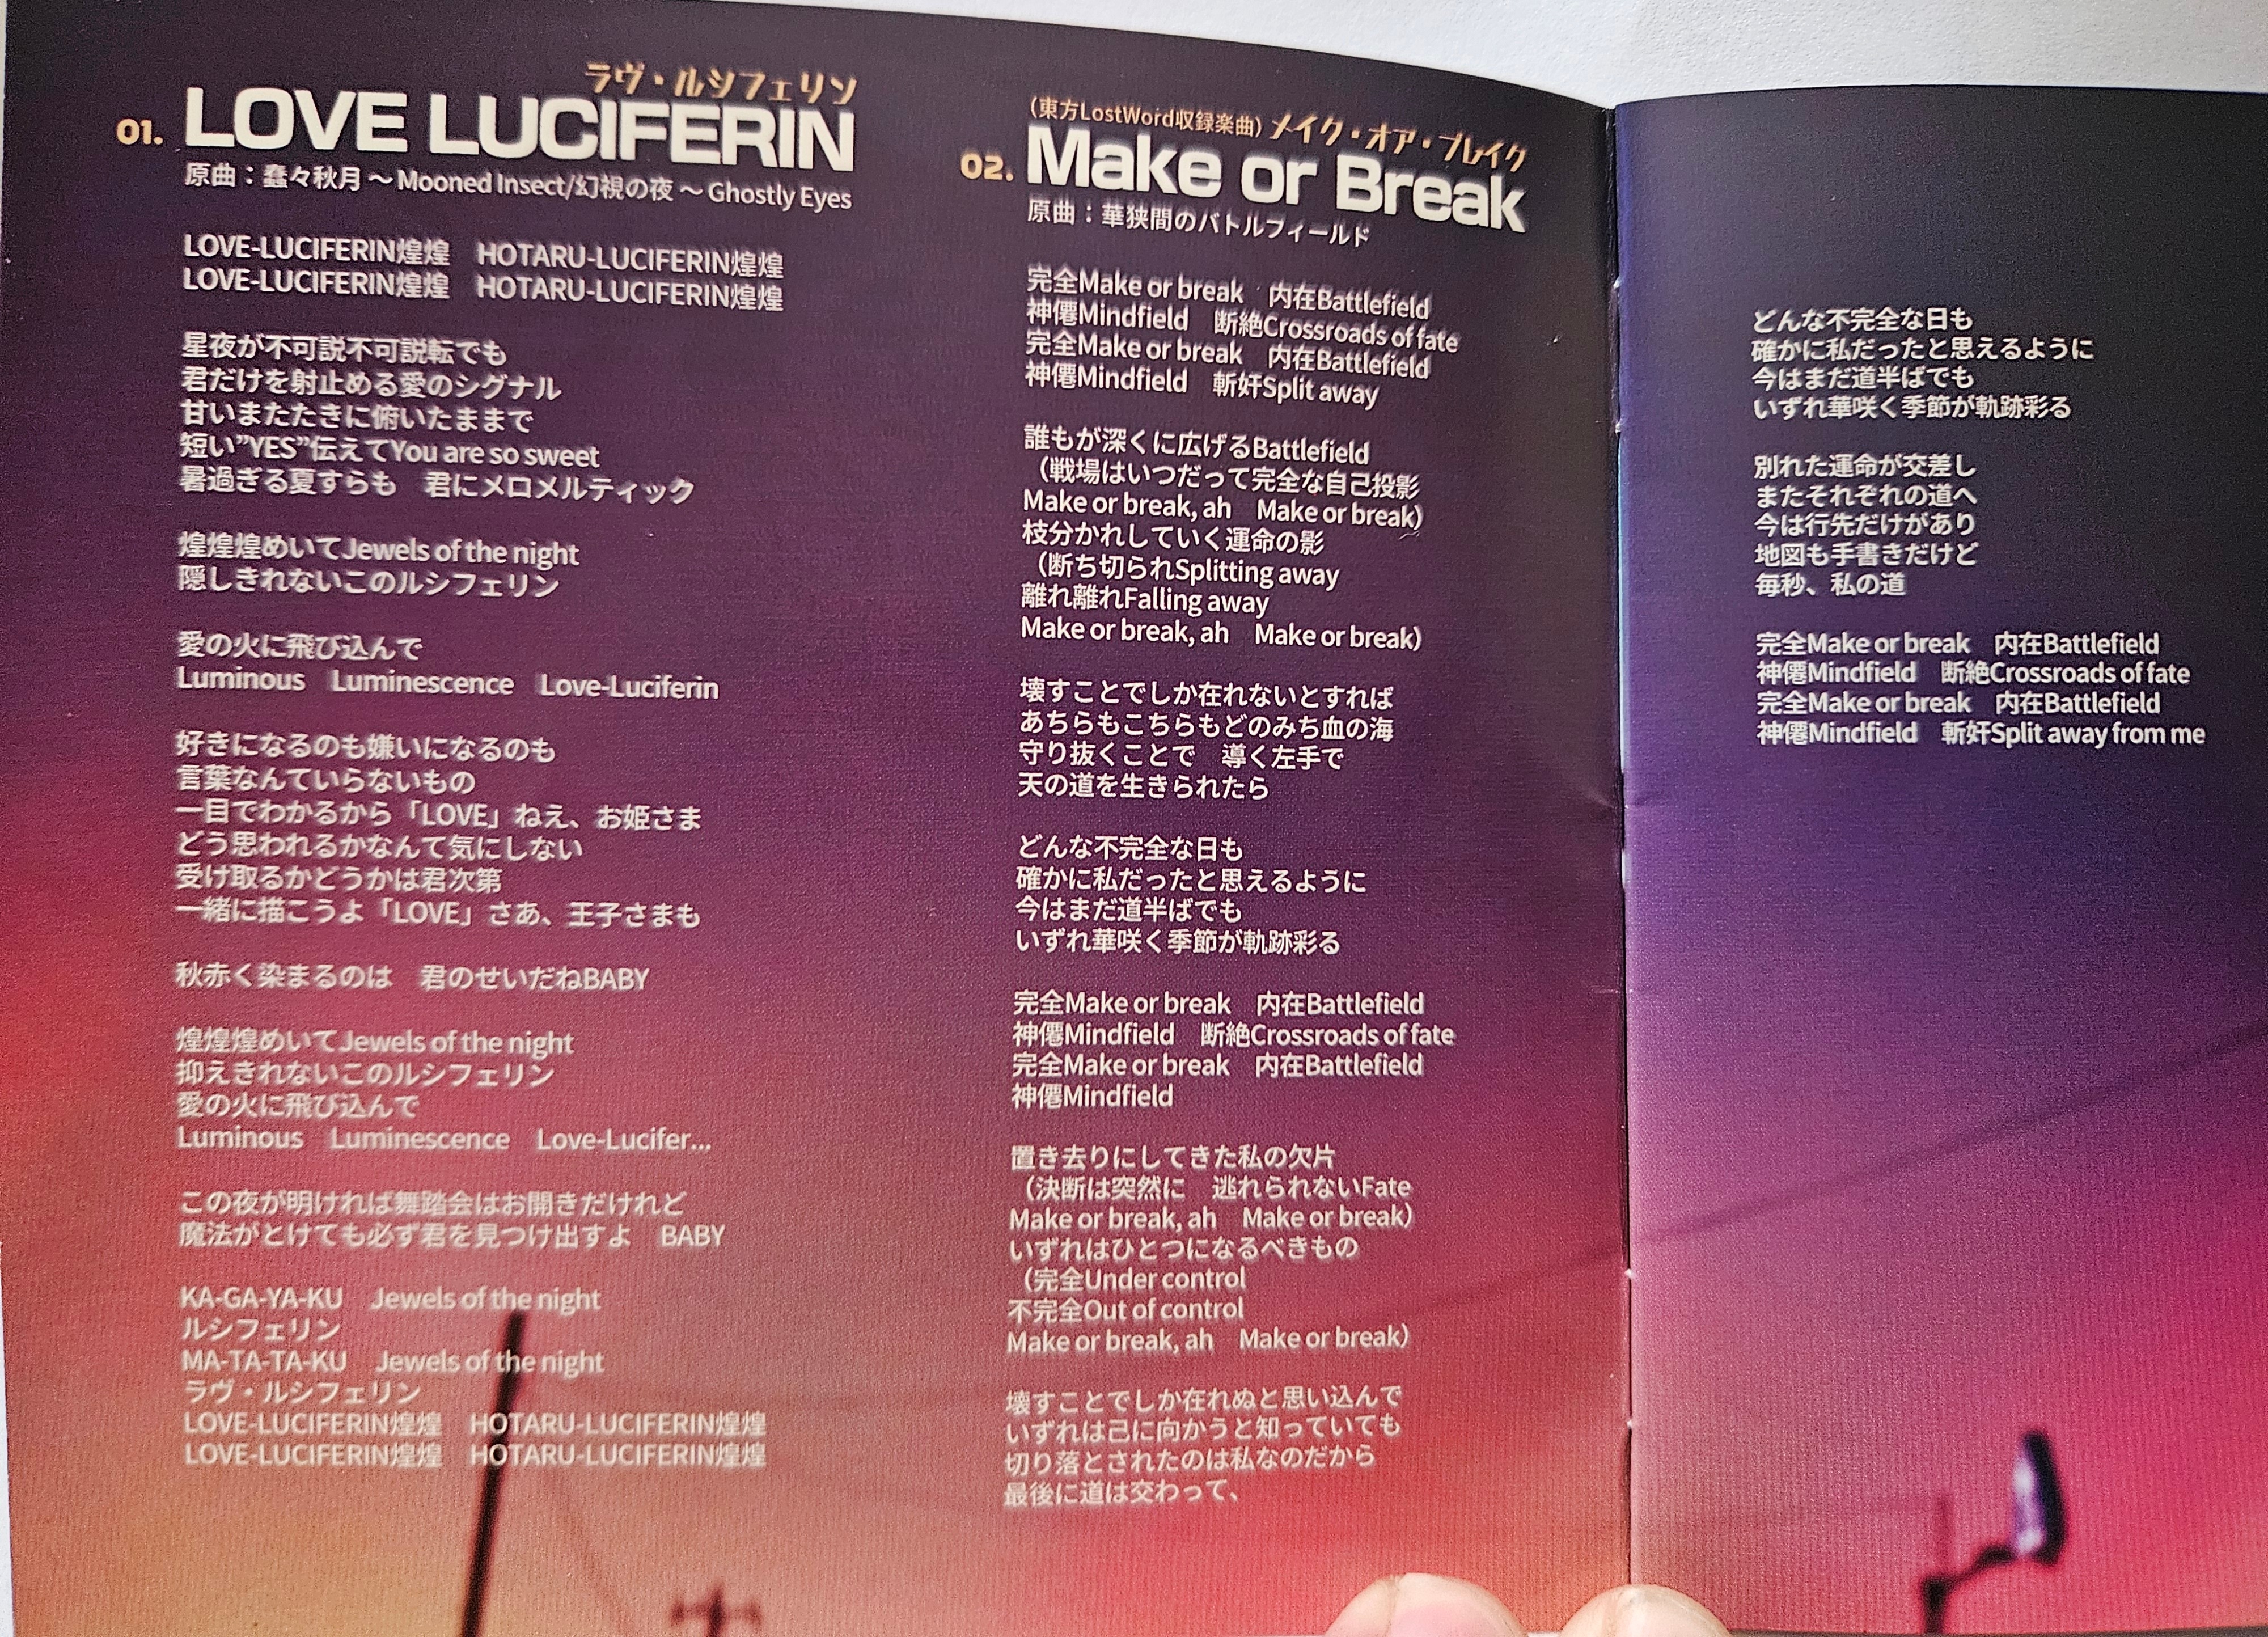 ラヴ・ルシフェリン
01. LOVE LUCIFERIN
原曲：蠢々秋月 ～ Mooned Insect/幻視の夜 ～ Ghostly Eyes
LOVE-LUCIFERIN煌煌　HOTARU-LUCIFERIN煌煌
LOVE-LUCIFERIN煌煌　HOTARU-LUCIFERIN煌煌
星夜が不可説不可説転でも
君だけを射止める愛のシグナル
甘いまたたきに俯いたままで
短い”YES”伝えてYou are so sweet
暑過ぎる夏すらも　君にメロメルティック
煌煌煌めいてJewels of the night
隠しきれないこのルシフェリン
愛の火に飛び込んで
Luminous　Luminescence　Love-Luciferin
好きになるのも嫌いになるのも
言葉なんていらないもの
一目でわかるから「LOVE」ねえ、お姫さま
どう思われるかなんて気にしない
受け取るかどうかは君次第
一緒に描こうよ「LOVE」さあ、王子さまも
秋赤く染まるのは　君のせいだねBABY
煌煌煌めいてJewels of the night
抑えきれないこのルシフェリン
愛の火に飛び込んで
Luminous　Luminescence　Love-Lucifer...
この夜が明ければ舞踏会はお開きだけれど
魔法がとけても必ず君を見つけ出すよ　BABY
KA-GA-YA-KU　Jewels of the night
ルシフェリン
MA-TA-TA-KU　Jewels of the night
ラヴ・ルシフェリン
LOVE-LUCIFERIN煌煌　HOTARU-LUCIFERIN煌煌
LOVE-LUCIFERIN煌煌　HOTARU-LUCIFERIN煌煌
（東方LostWord収録楽曲）メイク・オア・ブレイク
02. Make or Break
原曲：華狭間のバトルフィールド
完全Make or break　内在Battlefield
神僊Mindfield　断絶Crossroads of fate
完全Make or break　内在Battlefield
神僊Mindfield　斬奸Split away
誰もが深くに広げるBattlefield
（戦場はいつだって完全な自己投影
Make or break, ah　Make or break）
枝分かれしていく運命の影
（断ち切られSplitting away
離れ離れFalling away
Make or break, ah　Make or break）
壊すことでしか在れないとすれば
あちらもこちらもどのみち血の海
守り抜くことで　導く左手で
天の道を生きられたら
どんな不完全な日も
確かに私だったと思えるように
今はまだ道半ばでも
いずれ華咲く季節が軌跡彩る
完全Make or break　内在Battlefield
神僊Mindfield　断絶Crossroads of fate
完全Make or break　内在Battlefield
神僊Mindfield
置き去りにしてきた私の欠片
（決断は突然に　逃れられないFate
Make or break, ah　Make or break）
いずれはひとつになるべきもの
（完全Under control
不完全Out of control
Make or break, ah　Make or break）
壊すことでしか在れぬと思い込んで
いずれは己に向かうと知っていても
切り落とされたのは私なのだから
最後に道は交わって、
どんな不完全な日も
確かに私だったと思えるように
今はまだ道半ばでも
いずれ華咲く季節が軌跡彩る
別れた運命が交差し
またそれぞれの道へ
今は行先だけがあり
地図も手書きだけど
毎秒、私の道
完全Make or break　内在Battlefield
神僊Mindfield　断絶Crossroads of fate
完全Make or break　内在Battlefield
神僊Mindfield　斬奸Split away from me